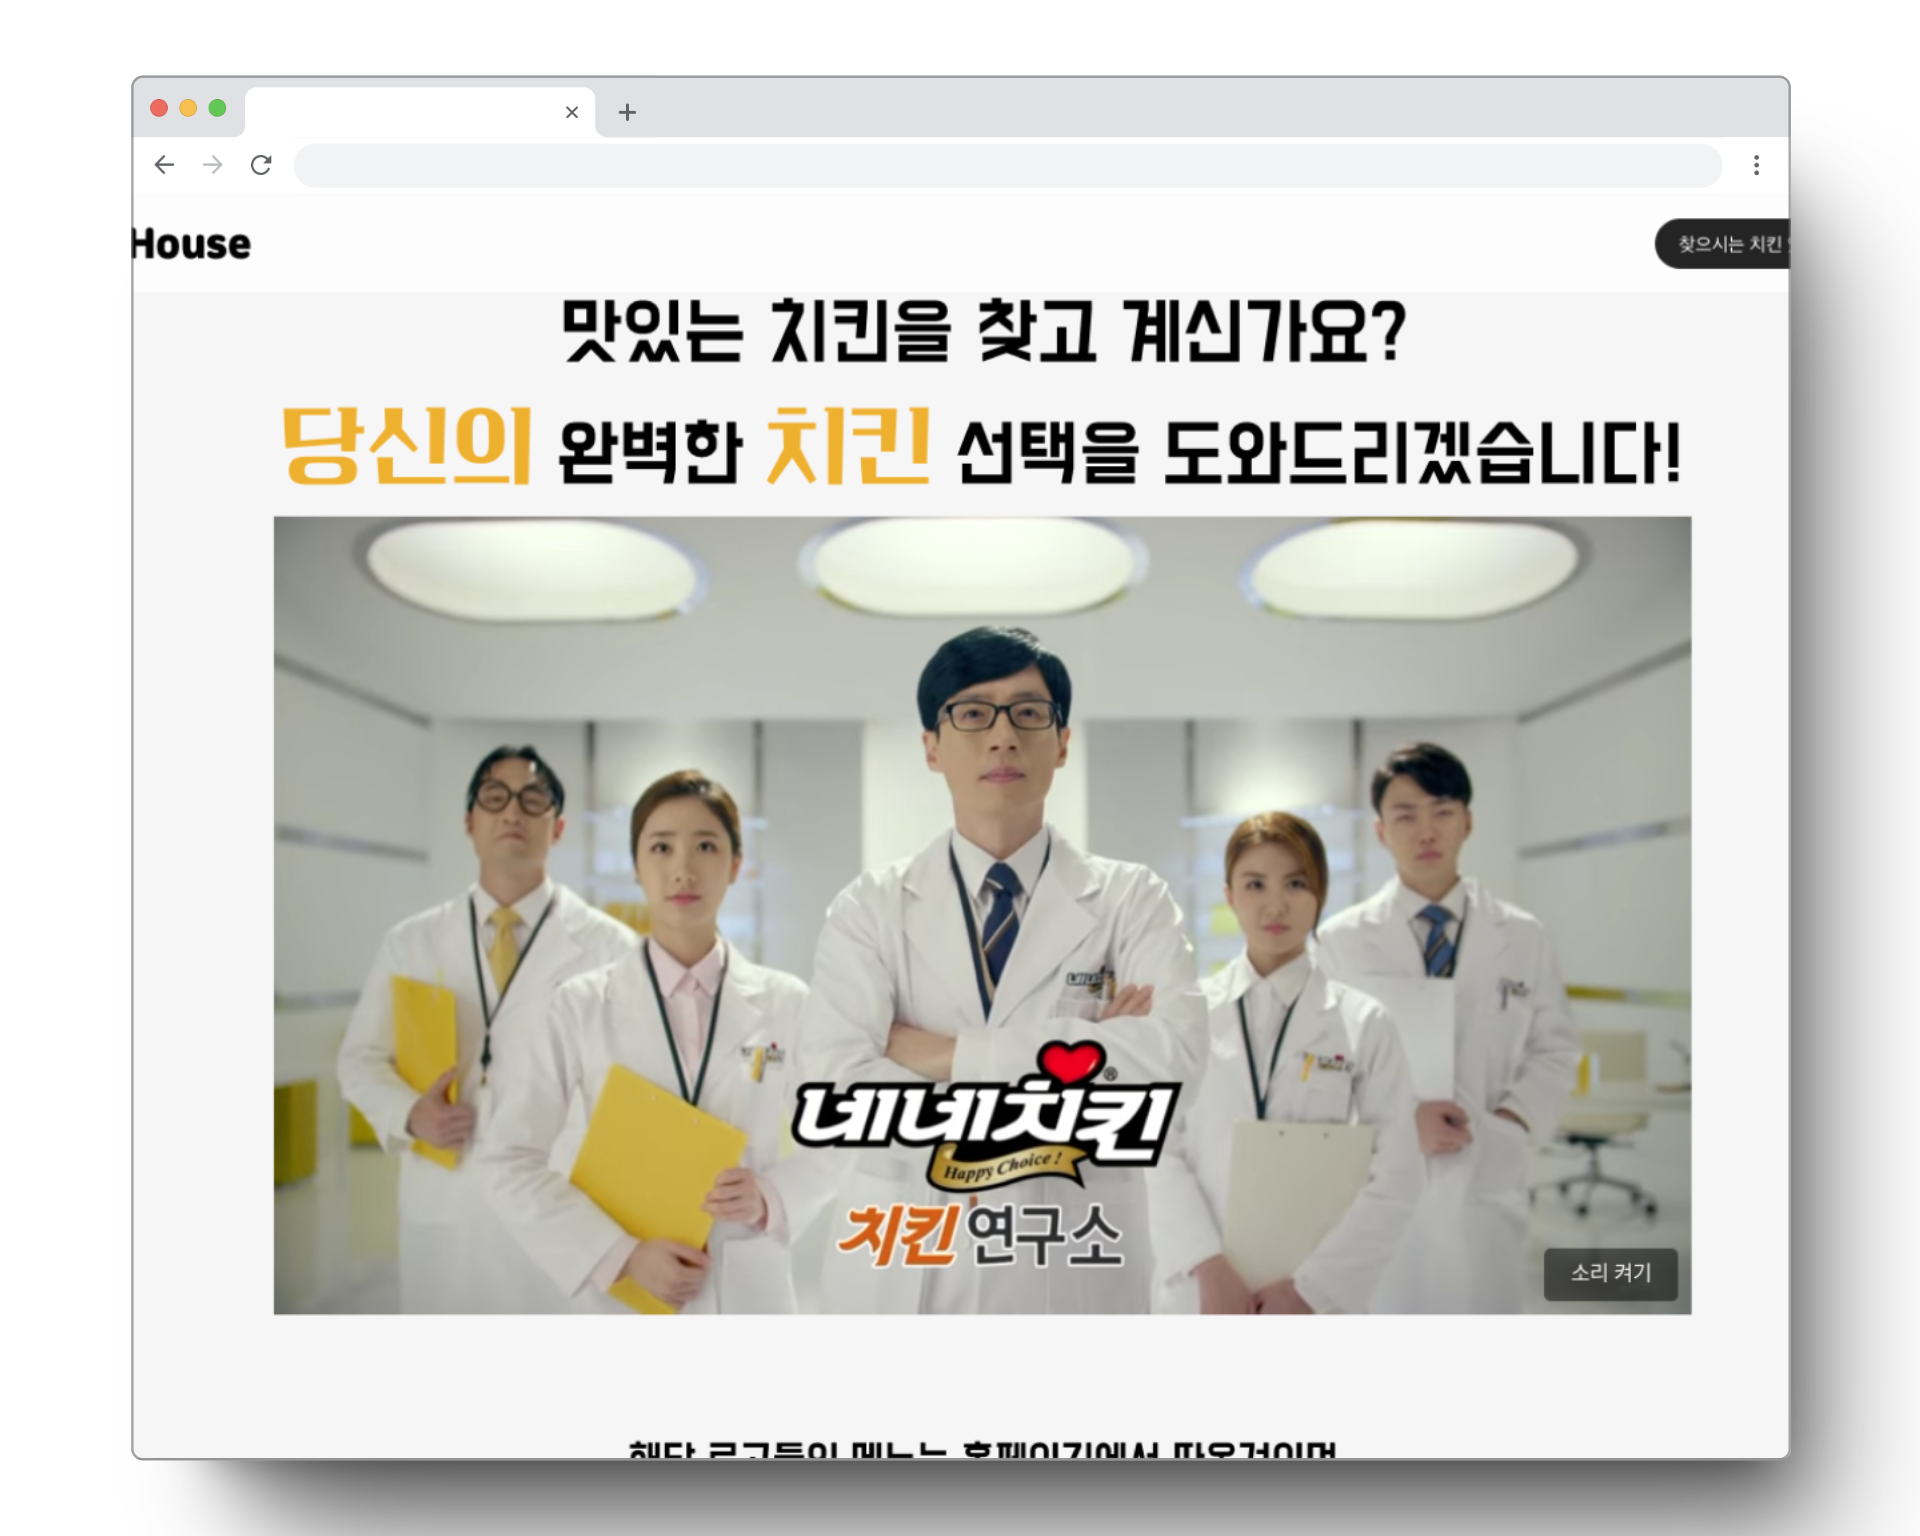 House
찾으시는 치킨
맛있는 치킨을 찾고 계신가요?
당신의 완벽한 치킨 선택을 도와드리겠습니다!
네네치킨
®
Happy Choice !
치킨 연구소
소리 켜기